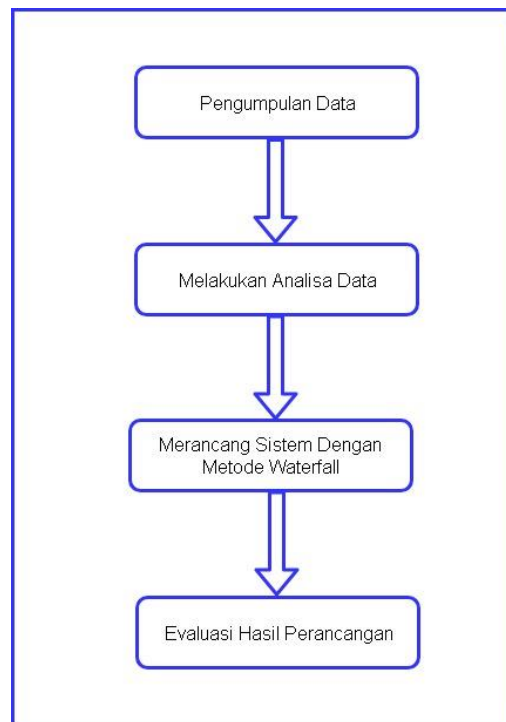 Pengumpulan Data
Melakukan Analisa Data
Merancang Sistem Dengan
Metode Waterfall
Evaluasi Hasil Perancangan